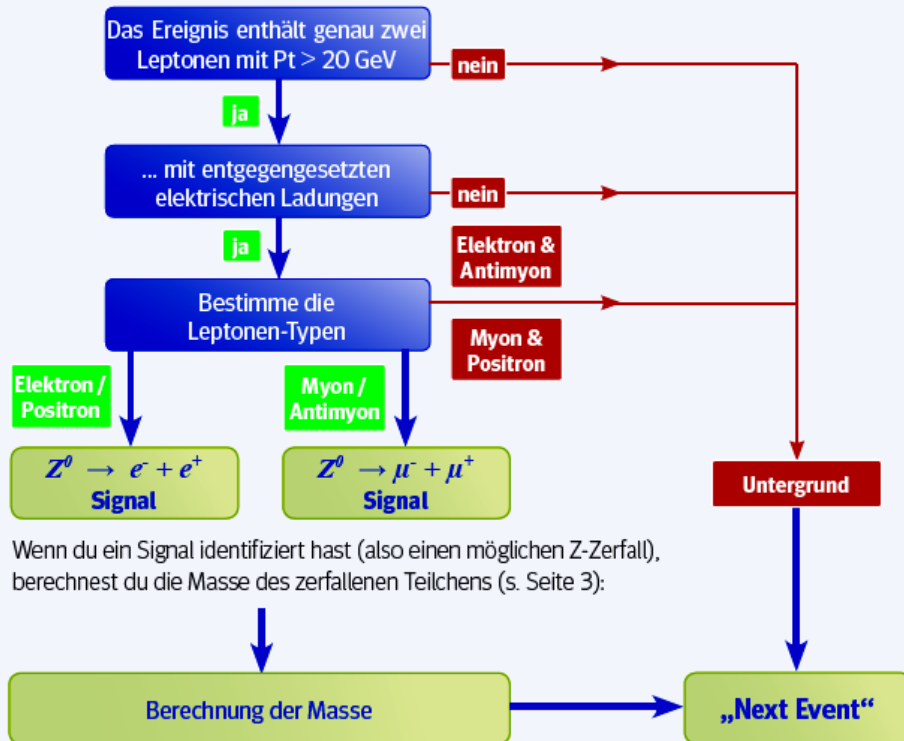 Das Ereignis enthält genau zwei
Leptonen mit Pt > 20 GeV
nein
ja
... mit entgegengesetzten
elektrischen Ladungen
nein
ja
Elektron &
Antimyon
Bestimme die
Leptonen-Typen
Myon &
Positron
Elektron /
Positron
Myon /
Antimyon
Z⁰ → e⁻ + e⁺
Signal
Z⁰ → μ⁻ + μ⁺
Signal
Untergrund
Wenn du ein Signal identifiziert hast (also einen möglichen Z-Zerfall),
berechnest du die Masse des zerfallenen Teilchens (s. Seite 3):
Berechnung der Masse
„Next Event“